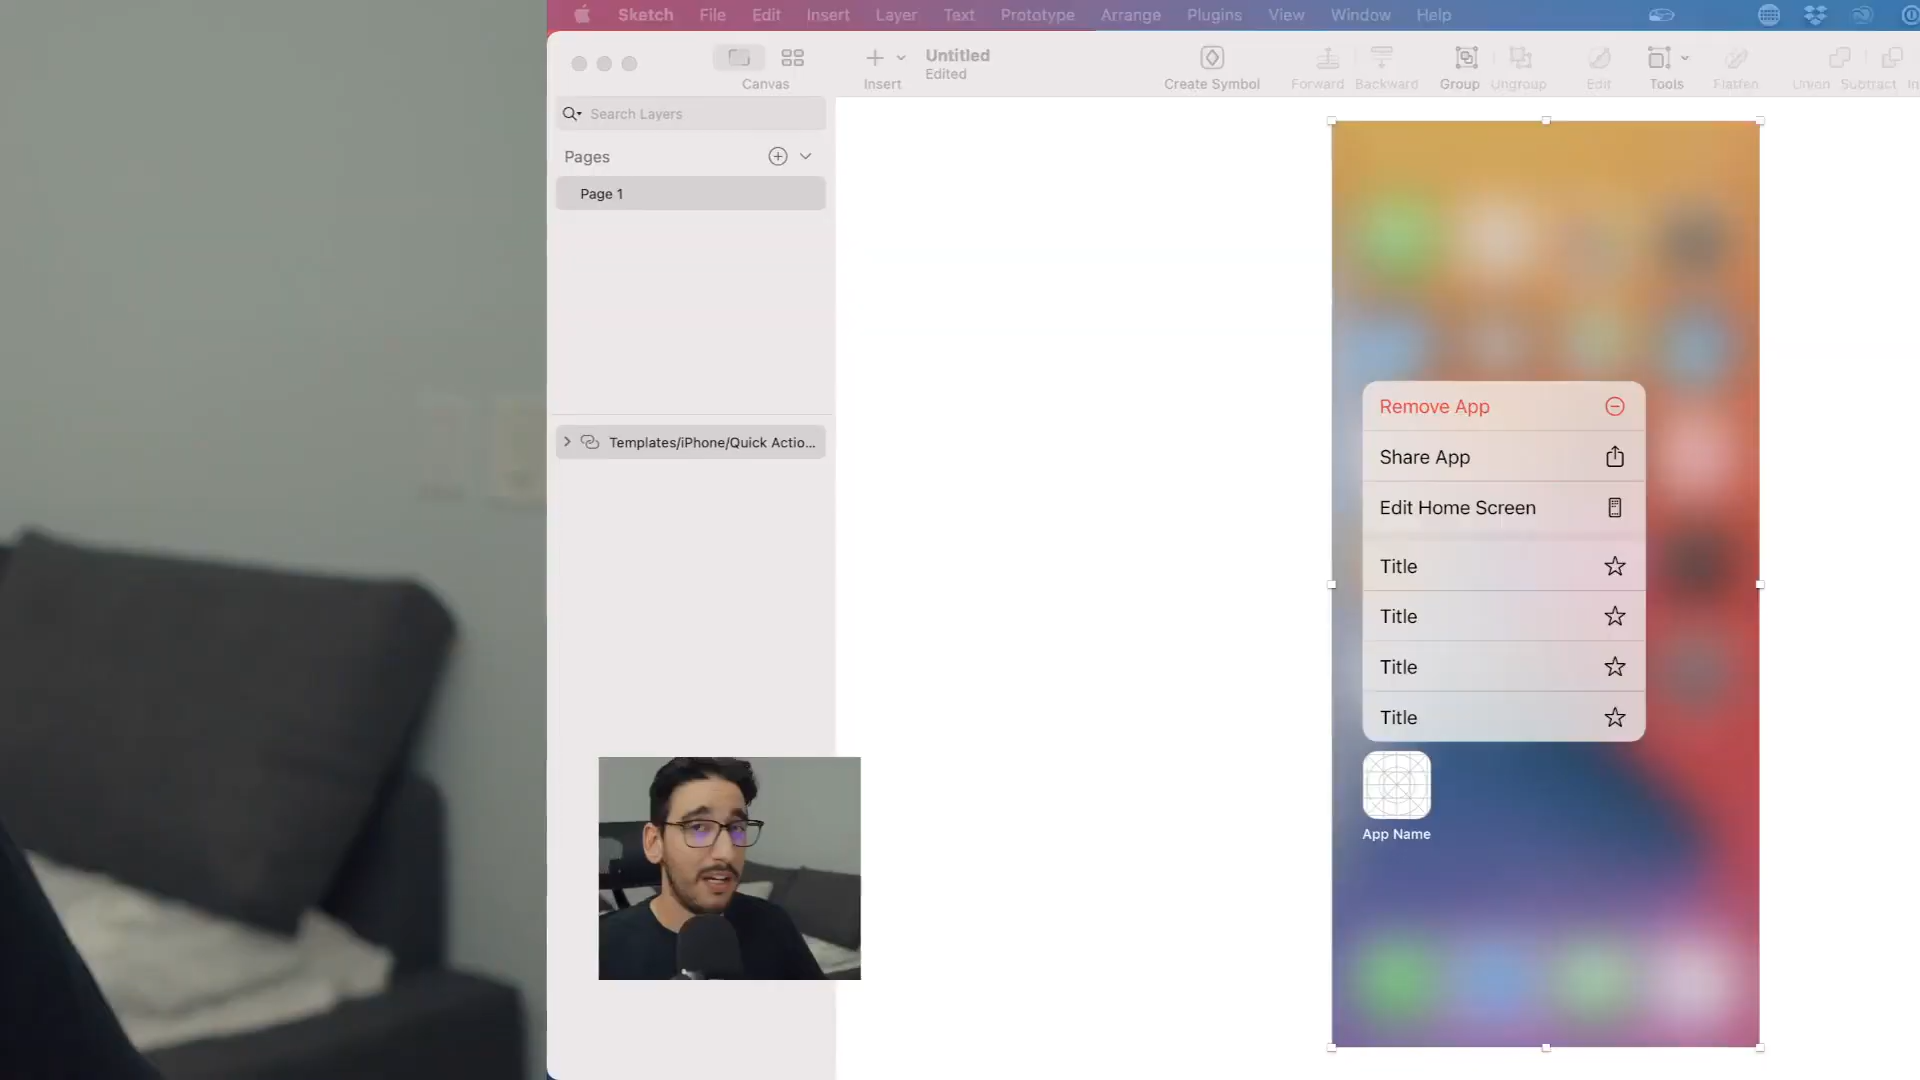 Sketch File Edit Insert Layer Text Prototype Arrange Plugins View Window Help
Canvas
Insert
Untitled
Edited
Create Symbol
Forward Backward
Group Ungroup
Edit
Tools
Flatten
Union Subtract
Search Layers
Pages
Page 1
Templates/iPhone/Quick Actio...
Remove App
Share App
Edit Home Screen
Title
Title
Title
Title
App Name